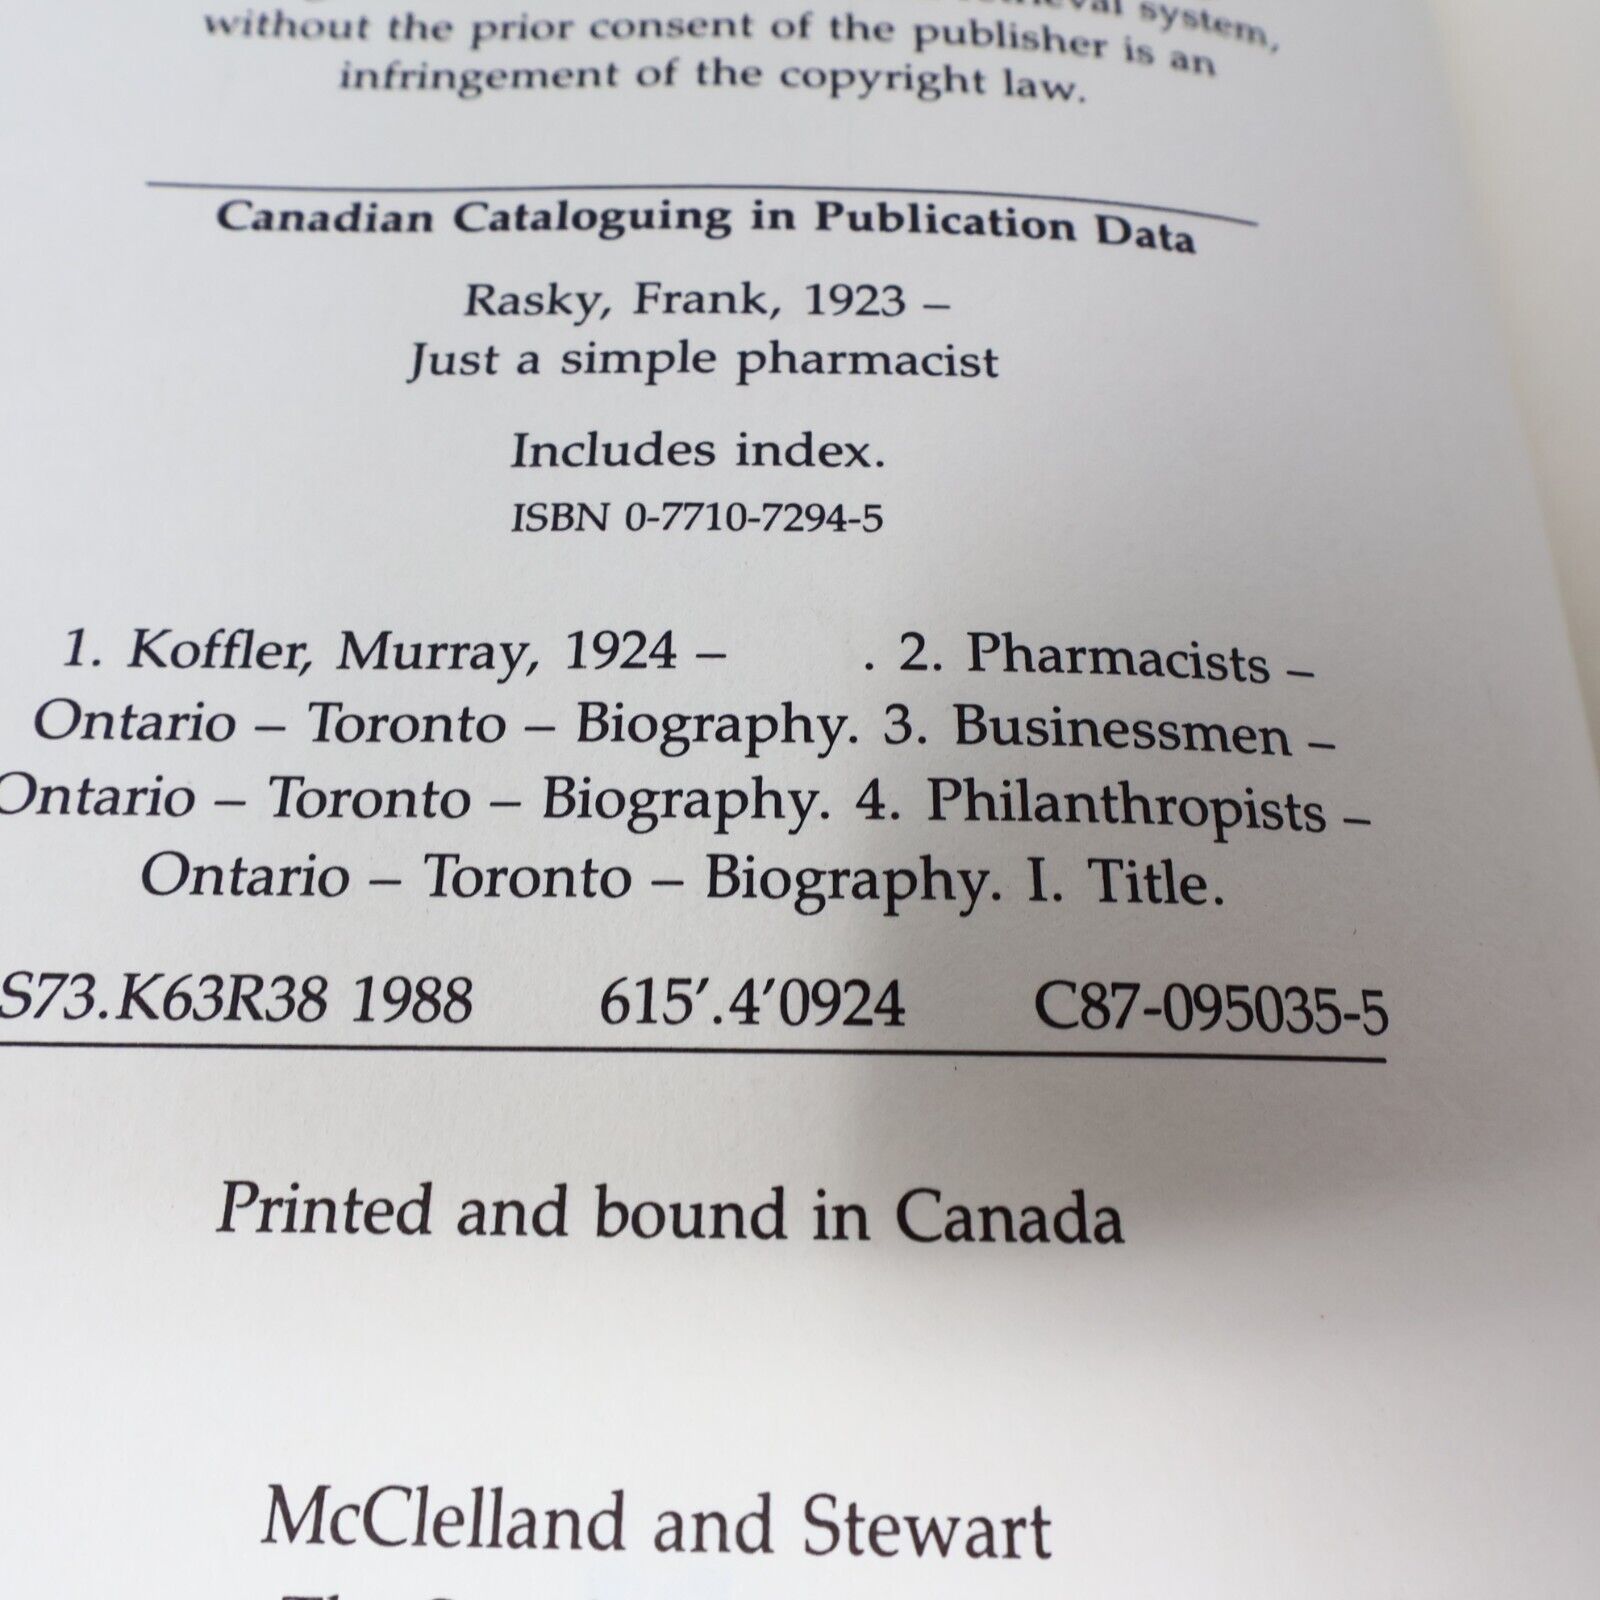 system,
without the prior consent of the publisher is an
infringement of the copyright law.
Canadian Cataloguing in Publication Data
Rasky, Frank, 1923 –
Just a simple pharmacist
Includes index.
ISBN 0-7710-7294-5
1. Koffler, Murray, 1924 – . 2. Pharmacists –
Ontario – Toronto – Biography. 3. Businessmen –
Ontario – Toronto – Biography. 4. Philanthropists –
Ontario – Toronto – Biography. I. Title.
S73.K63R38 1988 615′.4′0924 C87-095035-5
Printed and bound in Canada
McClelland and Stewart